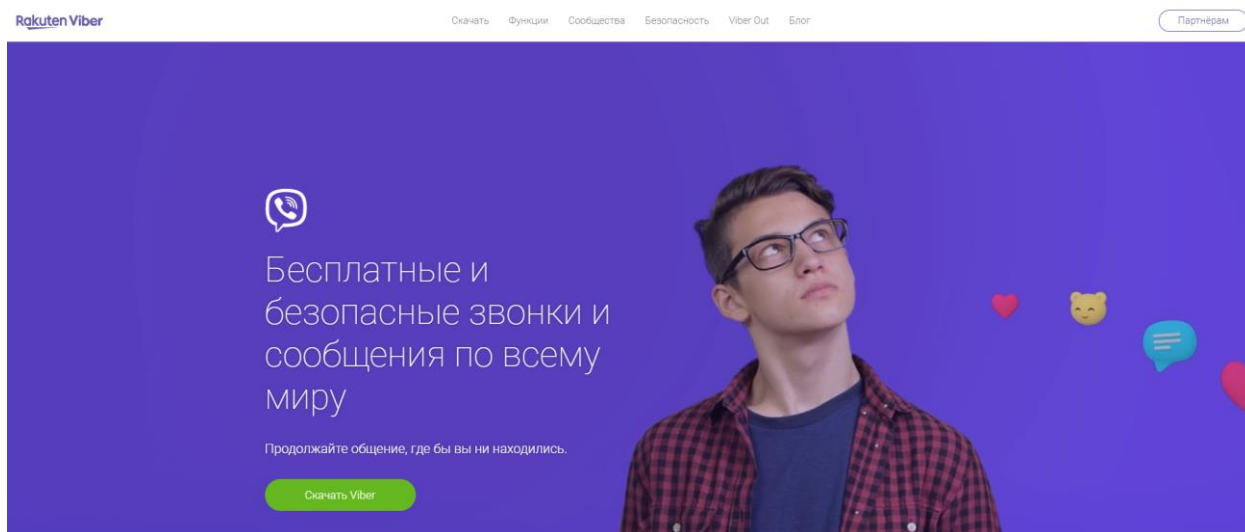 Rakuten Viber
Скачать Функции Сообщества Безопасность Viber Out Блог
Партнёрам
Бесплатные и
безопасные звонки и
сообщения по всему
миру
Продолжайте общение, где бы вы ни находились.
Скачать Viber